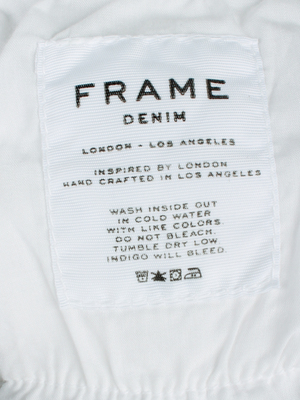 FRAME
DENIM
LONDON - LOS ANGELES
INSPIRED BY LONDON
HAND CRAFTED IN LOS ANGELES
WASH INSIDE OUT
IN COLD WATER
WITH LIKE COLORS.
DO NOT BLEACH.
TUMBLE DRY LOW
INDIGO WILL BLEED